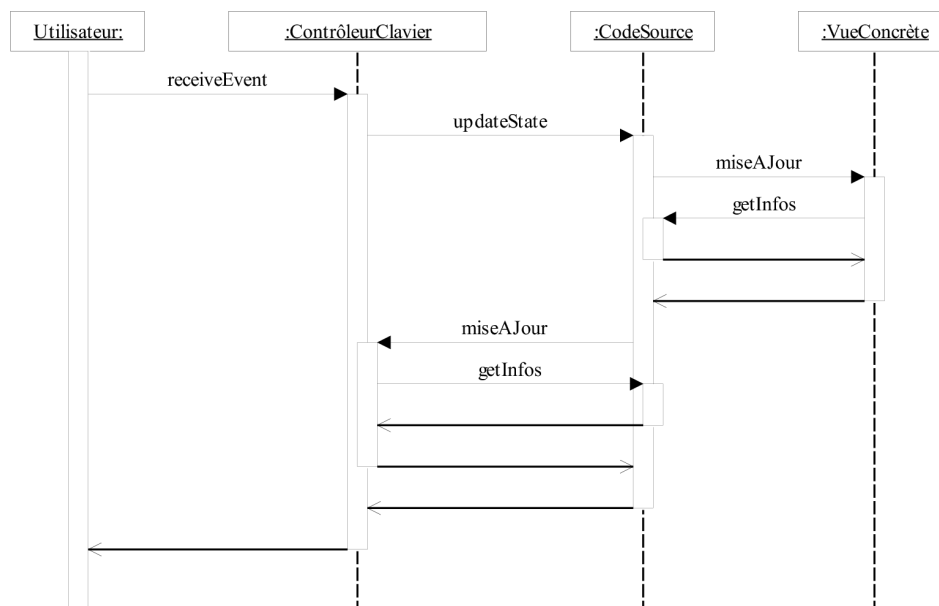 Utilisateur:
:ContrôleurClavier
:CodeSource
:VueConcrète
receiveEvent
updateState
miseAJour
getInfos
miseAJour
getInfos